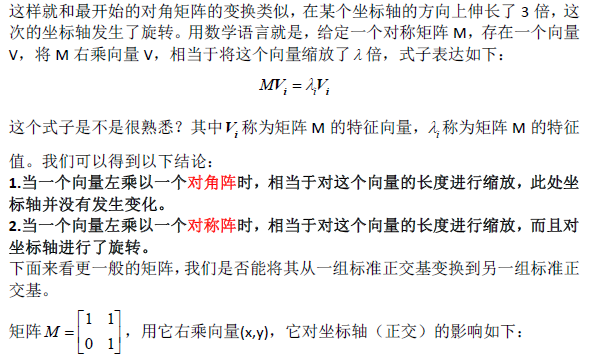 这样就和最开始的对角矩阵的变换类似，在某个坐标轴的方向上伸长了 3 倍，这
次的坐标轴发生了旋转。用数学语言就是，给定一个对称矩阵 M，存在一个向量
V，将 M 右乘向量 V，相当于将这个向量缩放了 λ 倍，式子表达如下：
MVᵢ = λᵢVᵢ
这个式子是不是很熟悉？其中Vᵢ称为矩阵 M 的特征向量，λᵢ称为矩阵 M 的特征
值。我们可以得到以下结论：
1.当一个向量左乘以一个对角阵时，相当于对这个向量的长度进行缩放，此处坐
标轴并没有发生变化。
2.当一个向量左乘以一个对称阵时，相当于对这个向量的长度进行缩放，而且对
坐标轴进行了旋转。
下面来看更一般的矩阵，我们是否能将其从一组标准正交基变换到另一组标准正
交基。
矩阵M = [1 1; 0 1]，用它右乘向量(x,y)，它对坐标轴（正交）的影响如下：